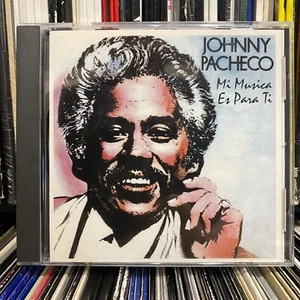 JOHNNY
PACHECO
Mi Musica
Es Para Ti